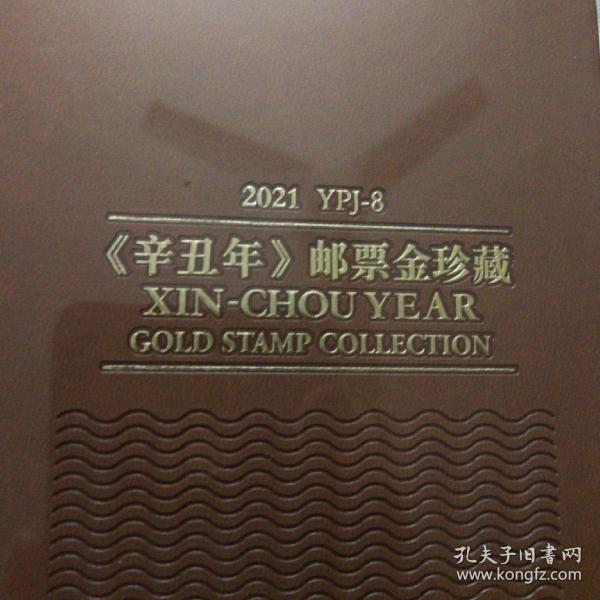 2021 YPJ-8
《辛丑年》邮票金珍藏
XIN-CHOU YEAR
GOLD STAMP COLLECTION
孔夫子旧書网
www.kongfz.com